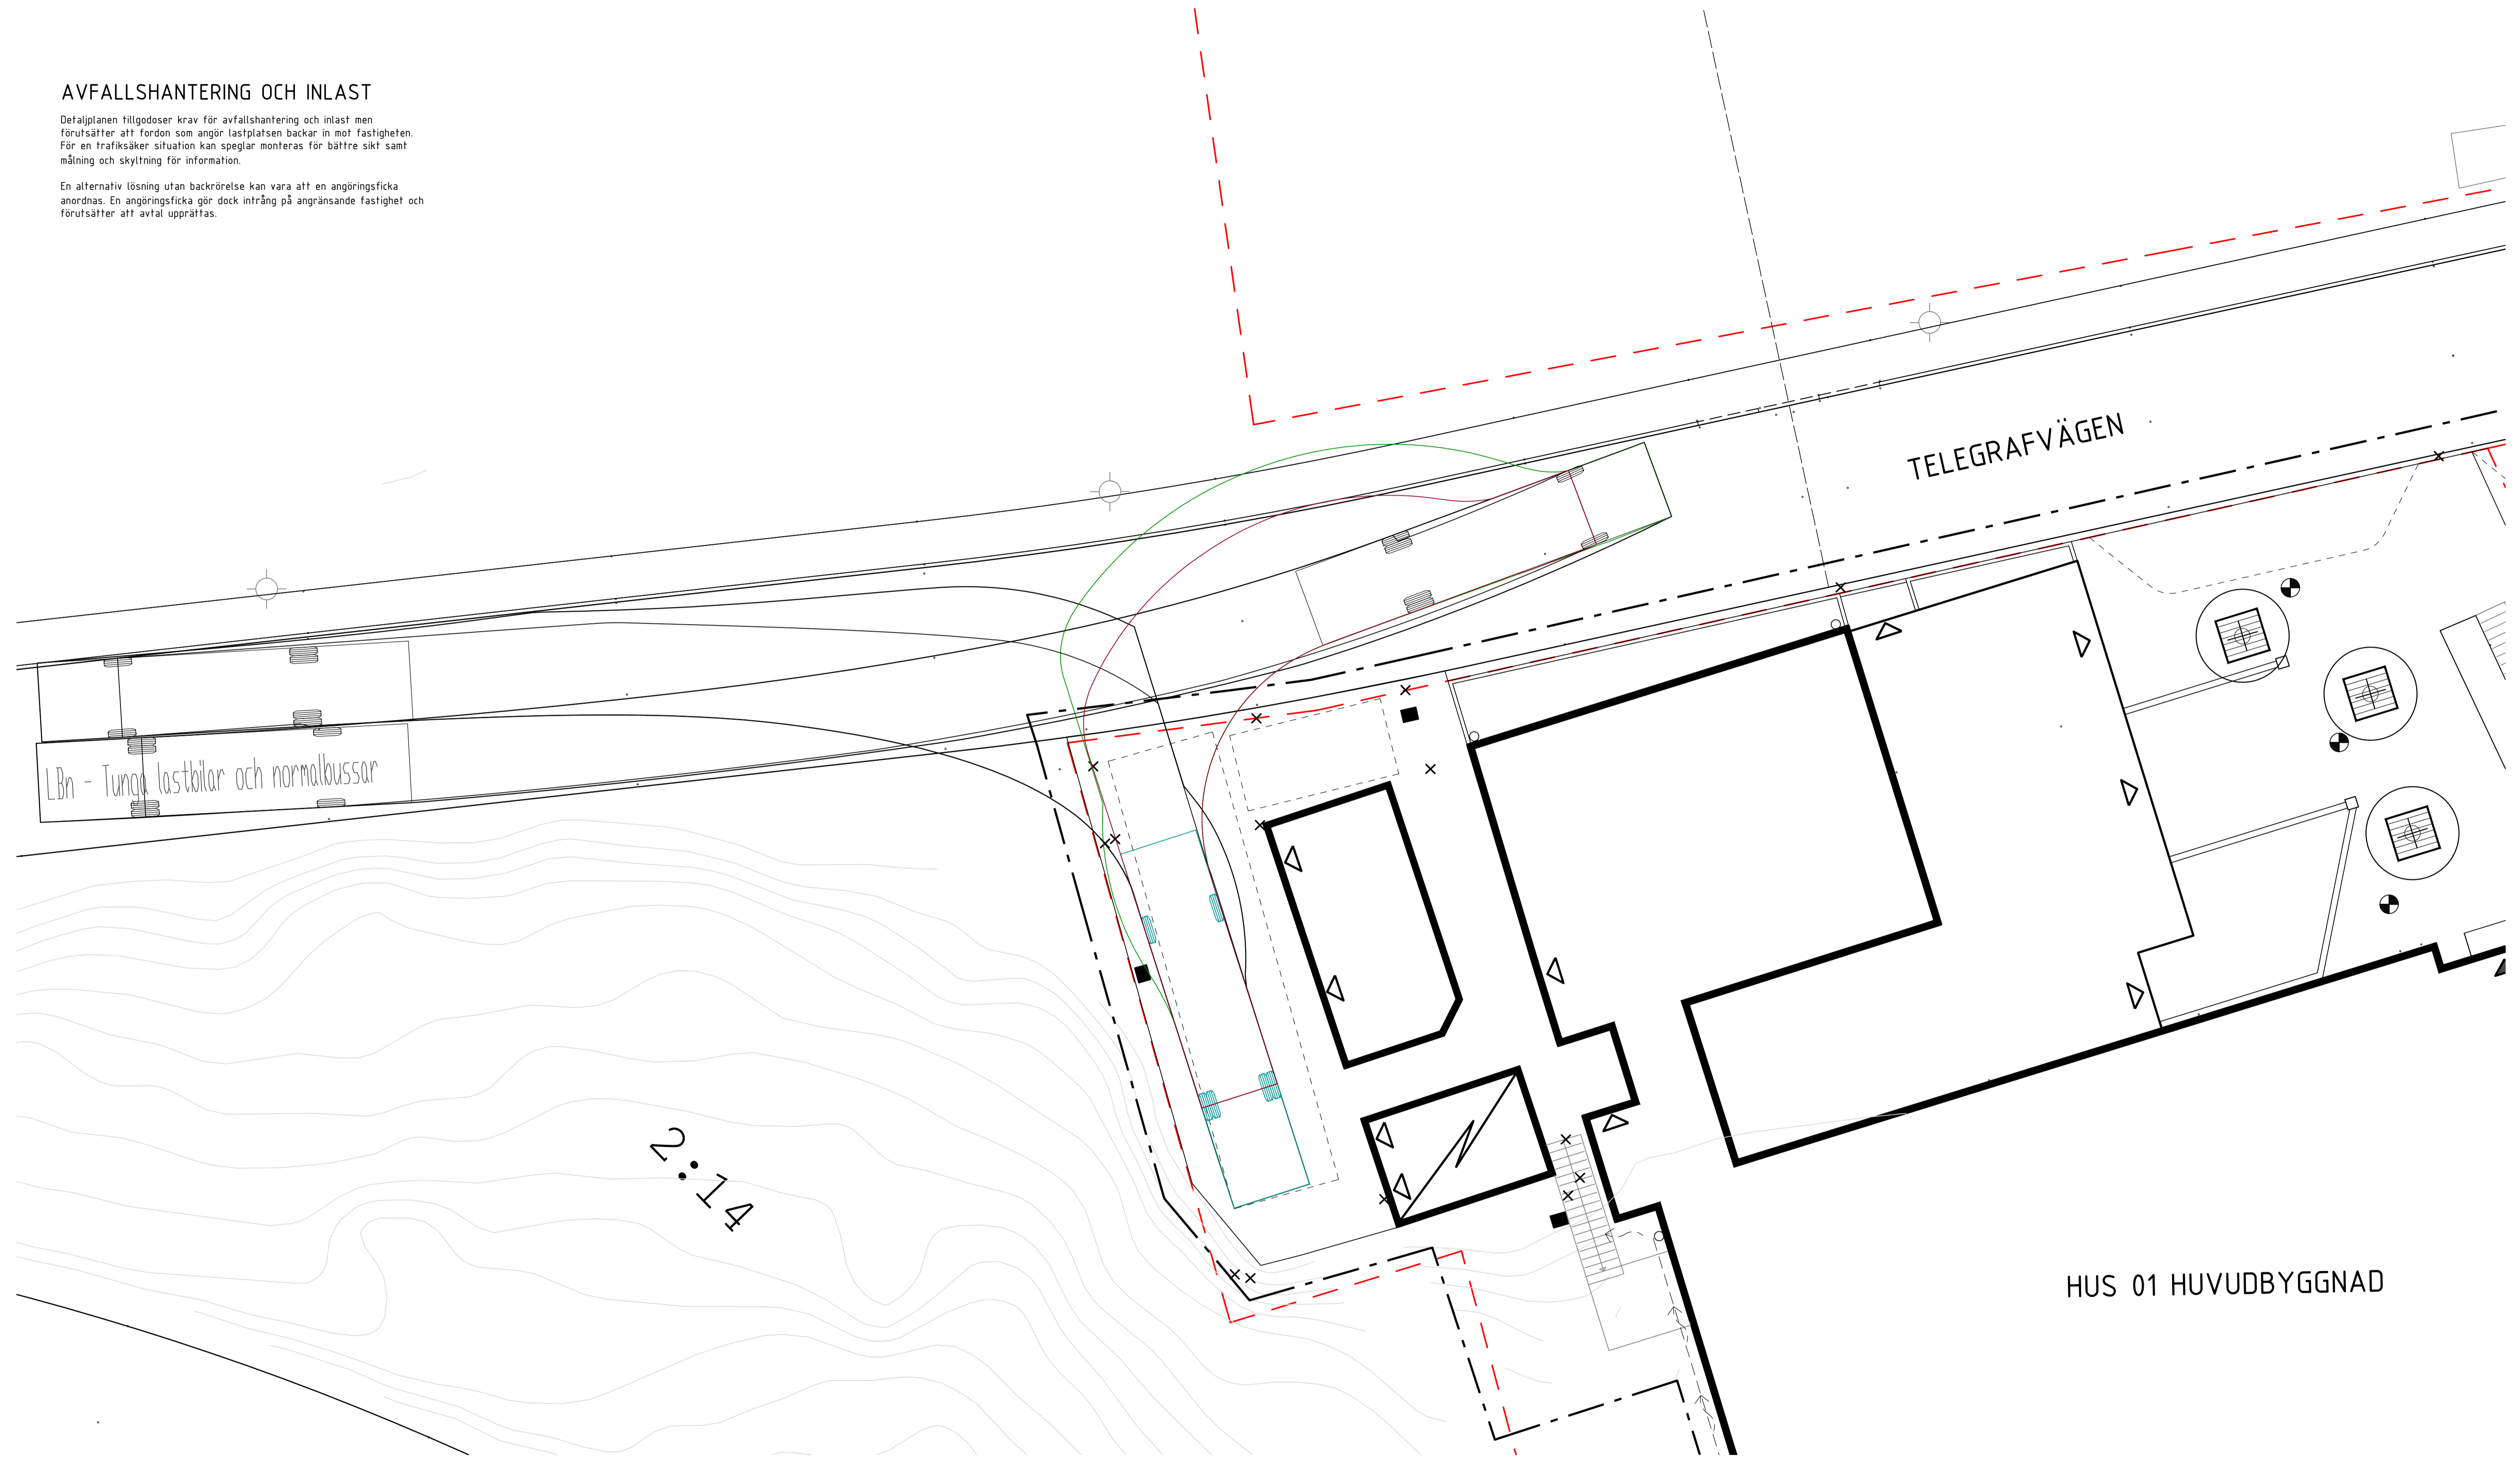 AVFALLSHANTERING OCH INLAST
Detaljplanen tillgodoser krav för avfallshantering och inlast men
förutsätter att fordon som angör lastplatsen backar in mot fastigheten.
För en trafiksäker situation kan speglar monteras för bättre sikt samt
målning och skyltning för information.
En alternativ lösning utan backrörelse kan vara att en angöringsficka
anordnas. En angöringsficka gör dock intrång på angränsande fastighet och
förutsätter att avtal upprättas.
TELEGRAFVÄGEN
LBn - Tunga lastbilar och normalbussar
2:14
HUS 01 HUVUDBYGGNAD